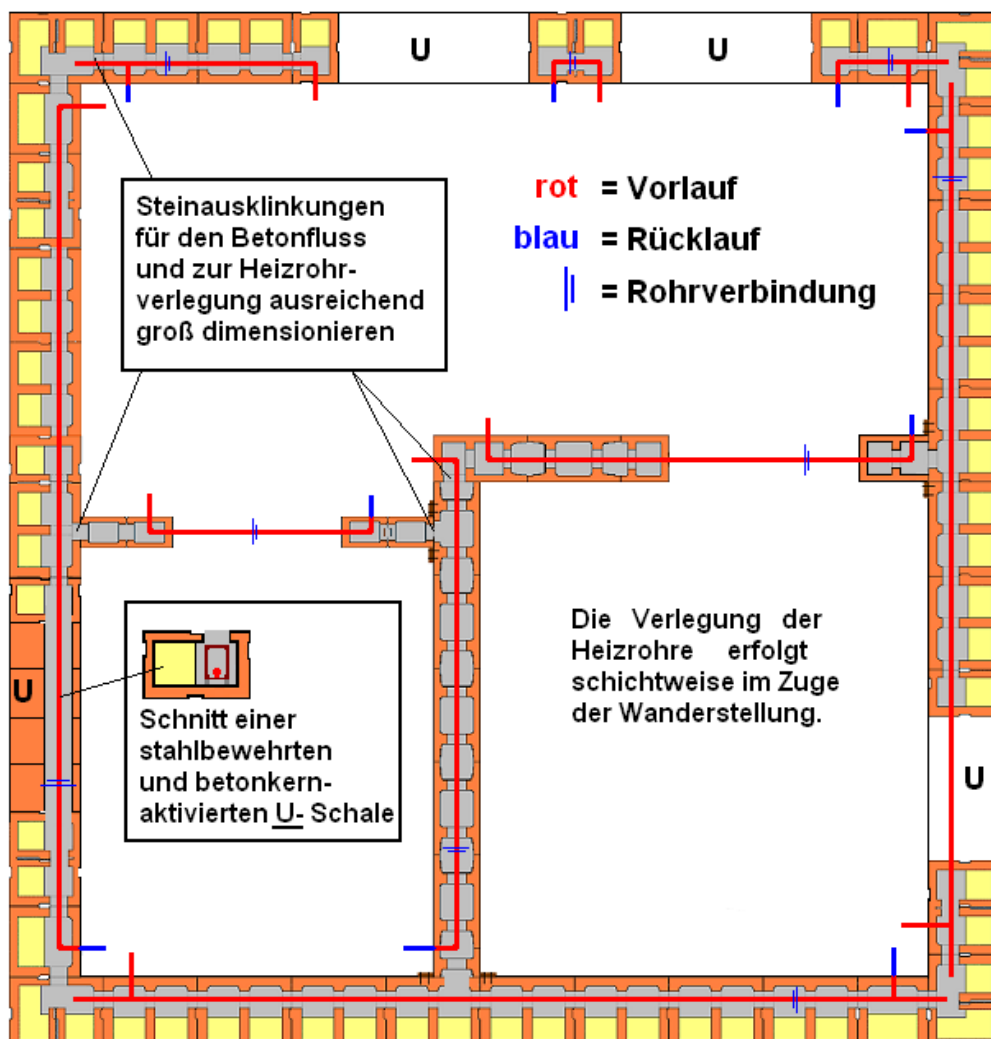 U
U
Steinausklinkungen
für den Betonfluss
und zur Heizrohr-
verlegung ausreichend
groß dimensionieren
rot = Vorlauf
blau = Rücklauf
= Rohrverbindung
Die Verlegung der
Heizrohre erfolgt
schichtweise im Zuge
der Wanderstellung.
U
Schnitt einer
stahlbewehrten
und betonkern-
aktivierten U- Schale
U